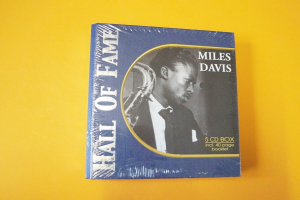 HALL OF FAME
MILES
DAVIS
5 CD BOX
incl. 40 page
booklet